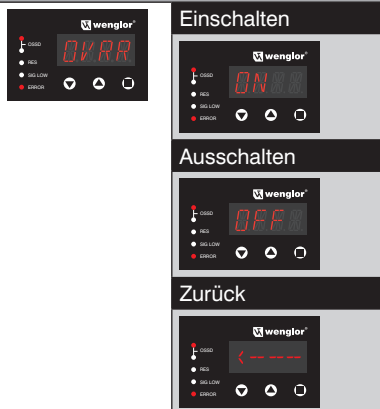 wenglor®
OSSD
OVRR
RES
SIG LOW
ERROR
Einschalten
wenglor®
OSSD
ON
RES
SIG LOW
ERROR
Ausschalten
wenglor®
OSSD
OFF
RES
SIG LOW
ERROR
Zurück
wenglor®
OSSD
<-----
RES
SIG LOW
ERROR